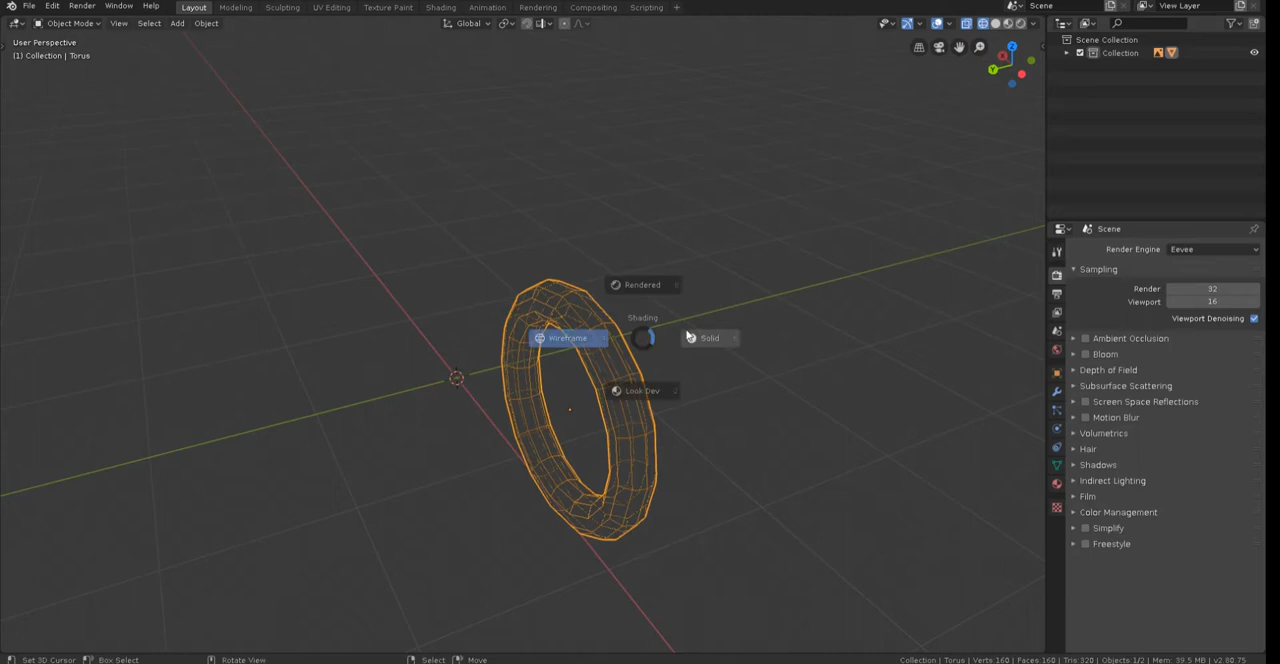 File Edit Render Window Help Layout Modeling Sculpting UV Editing Texture Paint Shading Animation Rendering Compositing Scripting + Scene View Layer
Object Mode View Select Add Object Global
User Perspective
(1) Collection | Torus
Scene Collection
Collection
Rendered
Shading
Wireframe
Solid
Look Dev
X
Y
Z
Scene
Render Engine Eevee
Sampling
Render 32
Viewport 16
Viewport Denoising
Ambient Occlusion
Bloom
Depth of Field
Subsurface Scattering
Screen Space Reflections
Motion Blur
Volumetrics
Hair
Shadows
Indirect Lighting
Film
Color Management
Simplify
Freestyle
Set 3D Cursor Box Select Rotate View Select Move Collection | Torus | Verts:160 | Faces:160 | Tris:320 | Objects:1/2 | Mem: 39.5 MB | v2.80.75